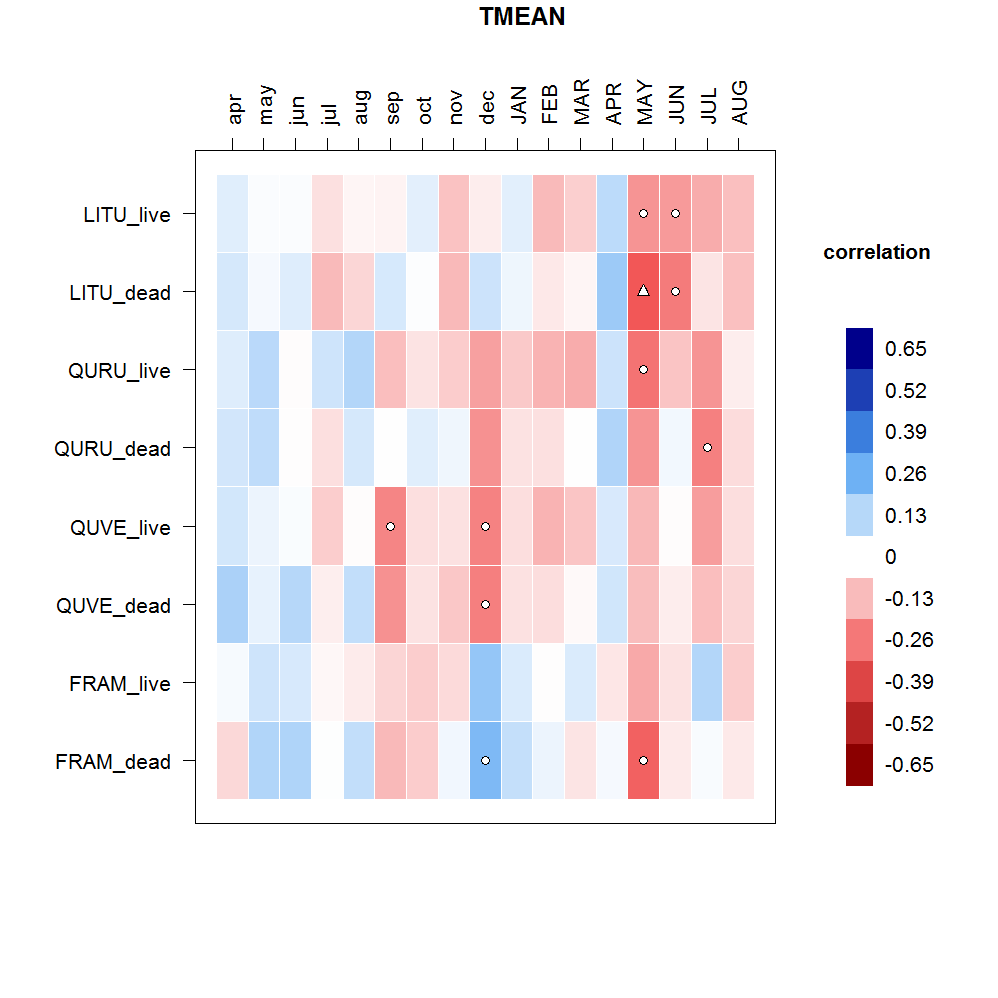 TMEAN
apr may jun jul aug sep oct nov dec JAN FEB MAR APR MAY JUN JUL AUG
LITU_live
LITU_dead
QURU_live
QURU_dead
QUVE_live
QUVE_dead
FRAM_live
FRAM_dead
correlation
0.65
0.52
0.39
0.26
0.13
0
-0.13
-0.26
-0.39
-0.52
-0.65